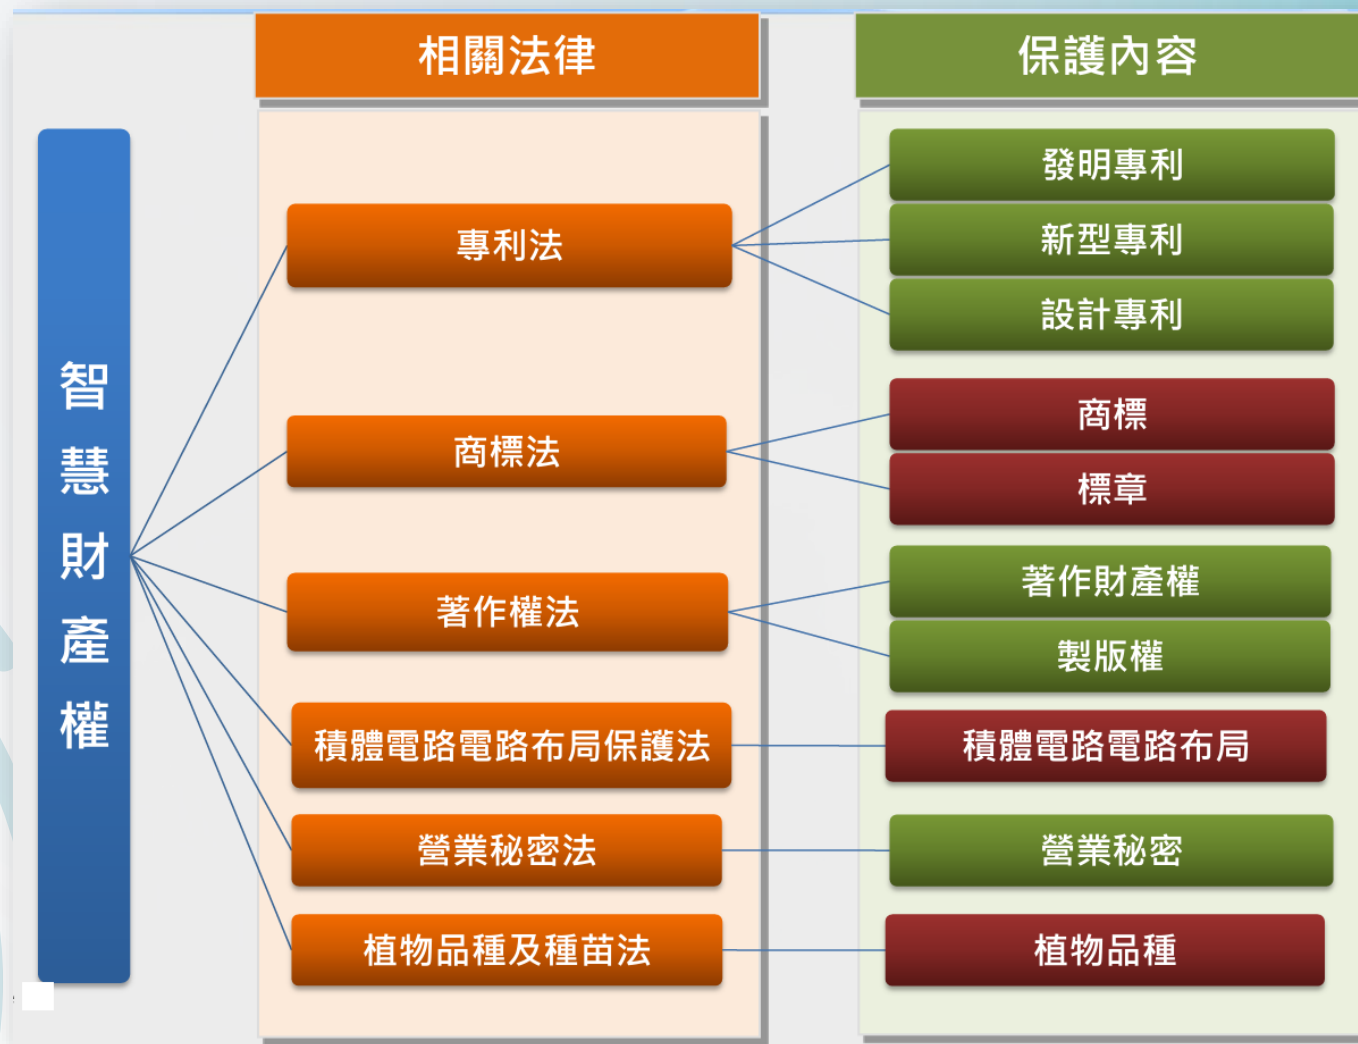 相關法律
保護內容
智慧財產權
專利法
發明專利
新型專利
設計專利
商標法
商標
標章
著作權法
著作財產權
製版權
積體電路電路布局保護法
積體電路電路布局
營業秘密法
營業秘密
植物品種及種苗法
植物品種